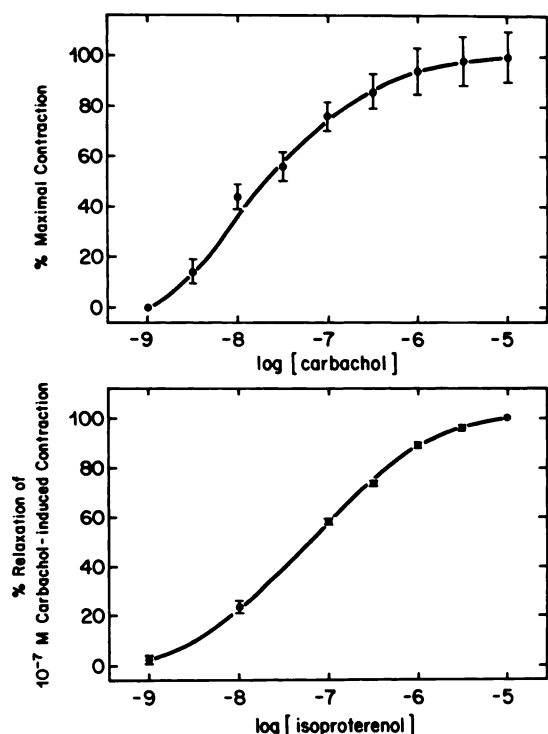 % Maximal Contraction
100
80
60
40
20
0
-9 -8 -7 -6 -5
log [carbachol]
% Relaxation of
10⁻⁷ M Carbachol-induced Contraction
100
80
60
40
20
0
-9 -8 -7 -6 -5
log [isoproterenol]